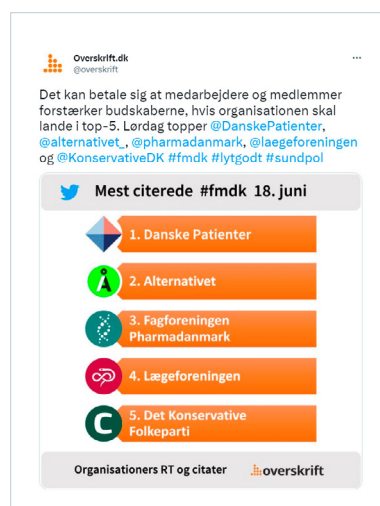 Overskrift.dk
@overskrift
Det kan betale sig at medarbejdere og medlemmer
forstærker budskaberne, hvis organisationen skal
lande i top-5. Lørdag topper @DanskePatienter,
@alternativet_, @pharmadanmark, @laegeforeningen
og @KonservativeDK #fmdk #lytgodt #sundpol
Mest citerede #fmdk 18. juni
1. Danske Patienter
Å
2. Alternativet
3. Fagforeningen
Pharmadanmark
4. Lægeforeningen
C
5. Det Konservative
Folkeparti
Organisationers RT og citater
overskrift